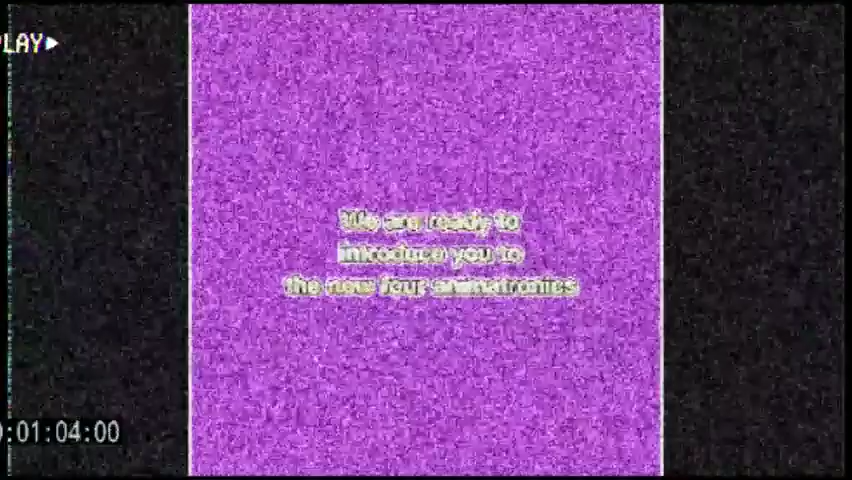 PLAY
We are ready to
introduce you to
the new four animatronics
0:01:04:00